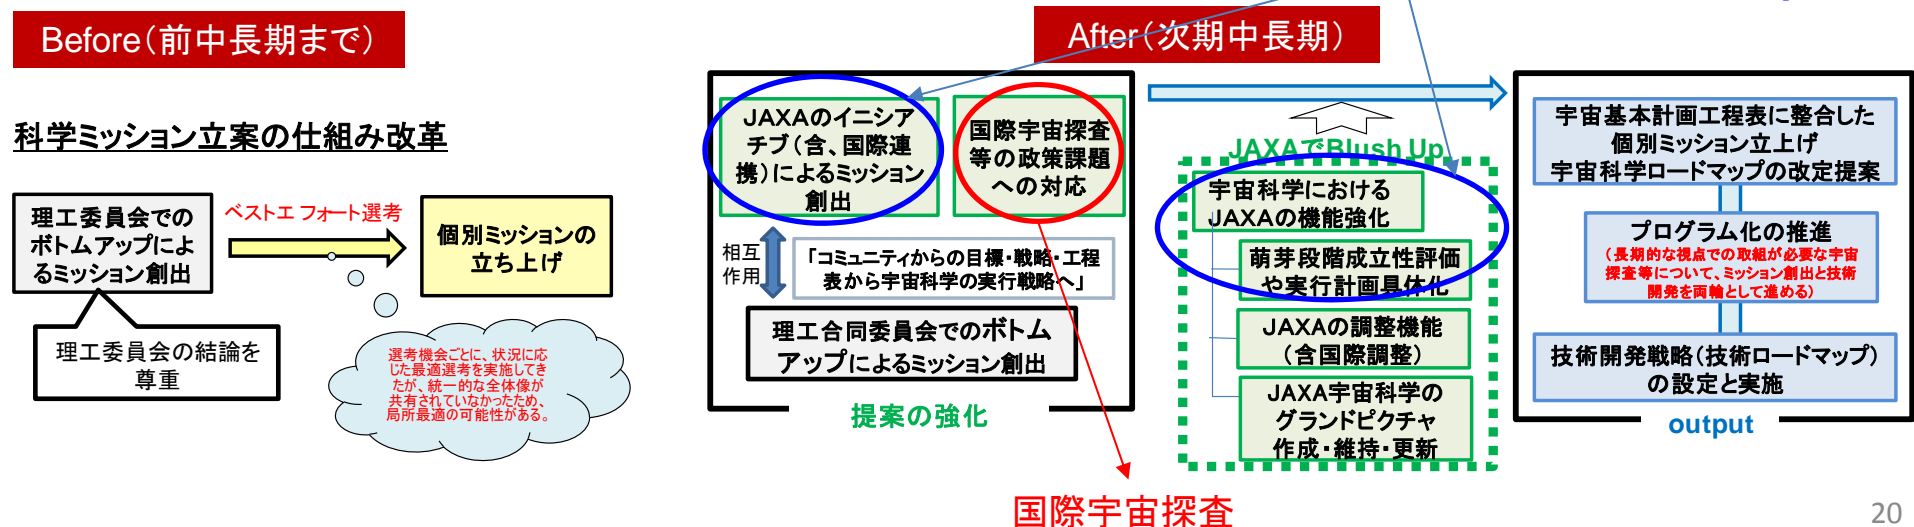 Before(前中長期まで)
科学ミッション立案の仕組み改革
理工委員会での
ボトムアップによ
るミッション創出
ベストエフォート選考
個別ミッションの
立ち上げ
理工委員会の結論を
尊重
選考機会ごとに、状況に応
じた最適選考を実施してき
たが、統一的な全体像が
共有されていなかったため、
局所最適の可能性がある。
After(次期中長期)
JAXAのイニシア
チブ(含、国際連
携)によるミッション
創出
国際宇宙探査
等の政策課題
への対応
相互
作用
「コミュニティからの目標・戦略・工程
表から宇宙科学の実行戦略へ」
理工合同委員会でのボトム
アップによるミッション創出
提案の強化
国際宇宙探査
JAXAでBlush Up
宇宙科学における
JAXAの機能強化
萌芽段階成立性評価
や実行計画具体化
JAXAの調整機能
(含国際調整)
JAXA宇宙科学の
グランドピクチャ
作成・維持・更新
宇宙基本計画工程表に整合した
個別ミッション立上げ
宇宙科学ロードマップの改定提案
プログラム化の推進
(長期的な視点での取組が必要な宇宙
探査等について、ミッション創出と技術
開発を両輪として進める)
技術開発戦略(技術ロードマップ)
の設定と実施
output
20